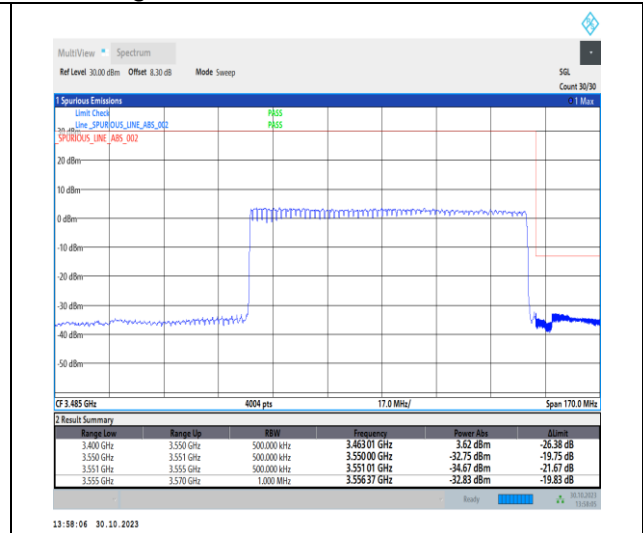 MultiView Spectrum
Ref Level 30.00 dBm Offset 8.30 dB Mode Sweep SGL
Count 30/30
1 Spurious Emissions 1 Max
Limit Check PASS
Line _SPURIOUS_LINE_ABS_002 PASS
30 dBm
_SPURIOUS_LINE_ABS_002
20 dBm
10 dBm
0 dBm
-10 dBm
-20 dBm
-30 dBm
-40 dBm
-50 dBm
CF 3.485 GHz 4004 pts 17.0 MHz/ Span 170.0 MHz
2 Result Summary
Range Low Range Up RBW Frequency Power Abs ΔLimit
3.400 GHz 3.550 GHz 500.000 kHz 3.46301 GHz 3.62 dBm -26.38 dB
3.550 GHz 3.551 GHz 500.000 kHz 3.55000 GHz -32.75 dBm -19.75 dB
3.551 GHz 3.555 GHz 500.000 kHz 3.55101 GHz -34.67 dBm -21.67 dB
3.555 GHz 3.570 GHz 1.000 MHz 3.55637 GHz -32.83 dBm -19.83 dB
Ready 30.10.2023
13:58:05
13:58:06 30.10.2023